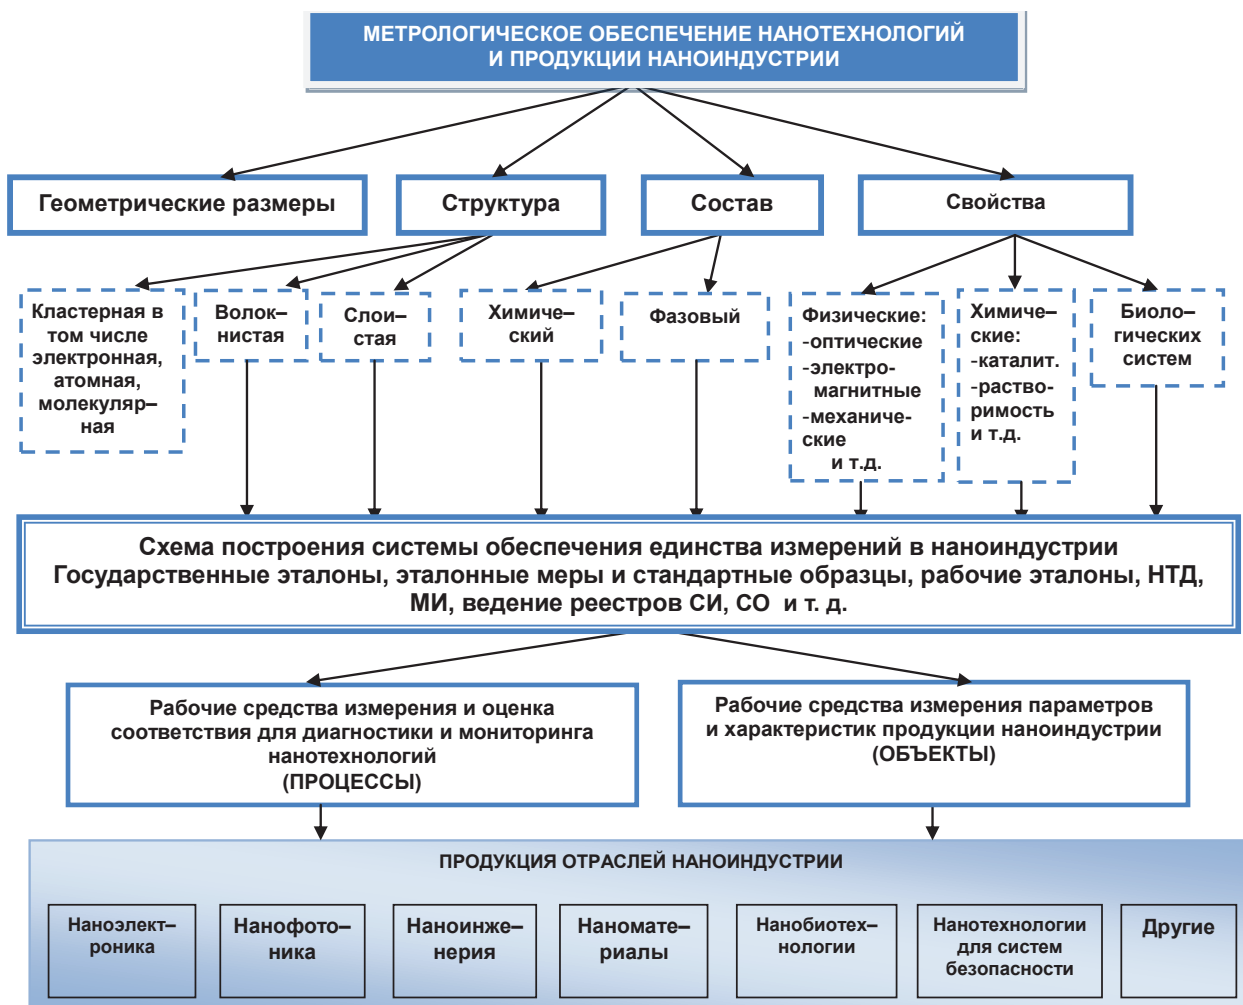 МЕТРОЛОГИЧЕСКОЕ ОБЕСПЕЧЕНИЕ НАНОТЕХНОЛОГИЙ
И ПРОДУКЦИИ НАНОИНДУСТРИИ
Геометрические размеры
Структура
Состав
Свойства
Кластерная в
том числе
электронная,
атомная,
молекуляр–
ная
Волок–
нистая
Слои–
стая
Химиче–
ский
Фазовый
Физические:
-оптические
-электро-
магнитные
-механиче-
ские
и т.д.
Химиче–
ские:
-каталит.
-раство-
римость
и т.д.
Биоло–
гических
систем
Схема построения системы обеспечения единства измерений в наноиндустрии
Государственные эталоны, эталонные меры и стандартные образцы, рабочие эталоны, НТД,
МИ, ведение реестров СИ, СО и т. д.
Рабочие средства измерения и оценка
соответствия для диагностики и мониторинга
нанотехнологий
(ПРОЦЕССЫ)
Рабочие средства измерения параметров
и характеристик продукции наноиндустрии
(ОБЪЕКТЫ)
ПРОДУКЦИЯ ОТРАСЛЕЙ НАНОИНДУСТРИИ
Наноэлект–
роника
Нанофото–
ника
Наноинже–
нерия
Наномате–
риалы
Нанобиотех–
нологии
Нанотехнологии
для систем
безопасности
Другие